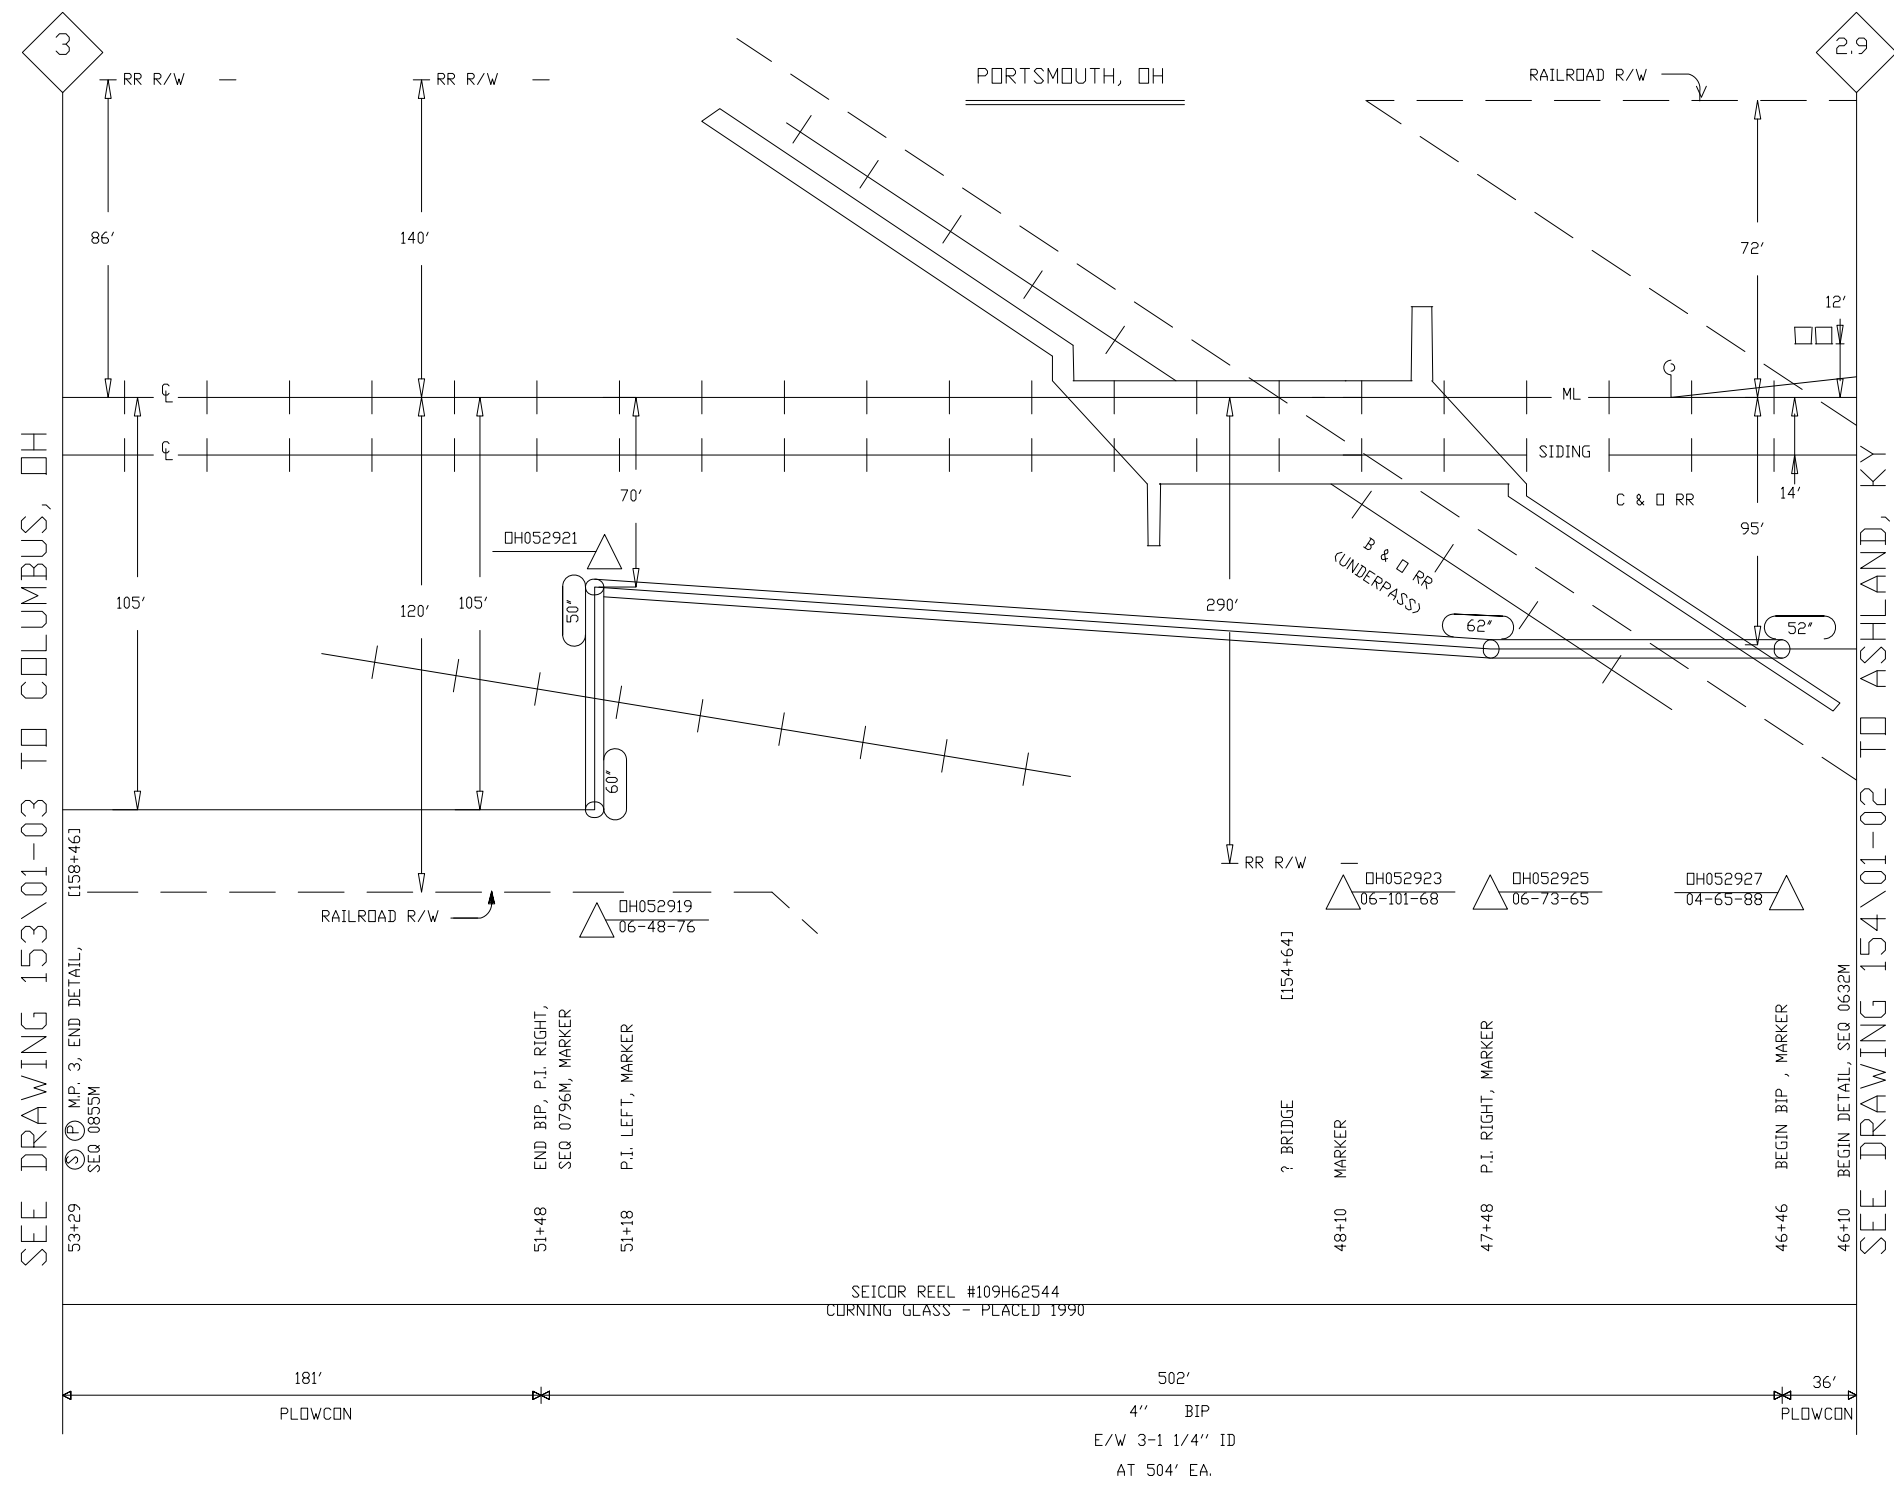 3
2.9
RR R/W
RR R/W
PORTSMOUTH, OH
RAILROAD R/W
86'
140'
72'
12'
℄
ML
℄
SIDING
70'
14'
C & O RR
95'
OH052921
B & O RR
(UNDERPASS)
105'
120'
105'
50"
290'
62"
52"
60"
RR R/W
RAILROAD R/W
OH052919
06-48-76
OH052923
06-101-68
OH052925
06-73-65
OH052927
04-65-88
SEE DRAWING 153\01-03 TO COLUMBUS, OH
SEE DRAWING 154\01-02 TO ASHLAND, KY
53+29 S P M.P. 3, END DETAIL, [158+46]
SEQ 0855M
51+48 END BIP, P.I. RIGHT,
SEQ 0796M, MARKER
51+18 P.I. LEFT, MARKER
? BRIDGE [154+64]
48+10 MARKER
47+48 P.I. RIGHT, MARKER
46+46 BEGIN BIP , MARKER
46+10 BEGIN DETAIL, SEQ 0632M
SEICOR REEL #109H62544
CORNING GLASS - PLACED 1990
181'
502'
36'
PLOWCON
4'' BIP
PLOWCON
E/W 3-1 1/4'' ID
AT 504' EA.